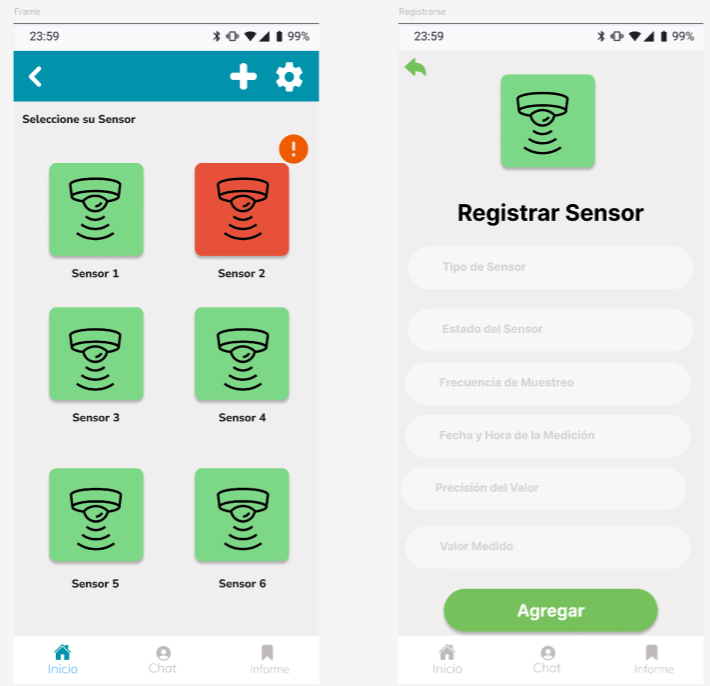 Frame
23:59
99%
Seleccione su Sensor
!
Sensor 1
Sensor 2
Sensor 3
Sensor 4
Sensor 5
Sensor 6
Inicio
Chat
Informe
Registrarse
23:59
99%
Registrar Sensor
Tipo de Sensor
Estado del Sensor
Frecuencia de Muestreo
Fecha y Hora de la Medición
Precisión del Valor
Valor Medido
Agregar
Inicio
Chat
Informe